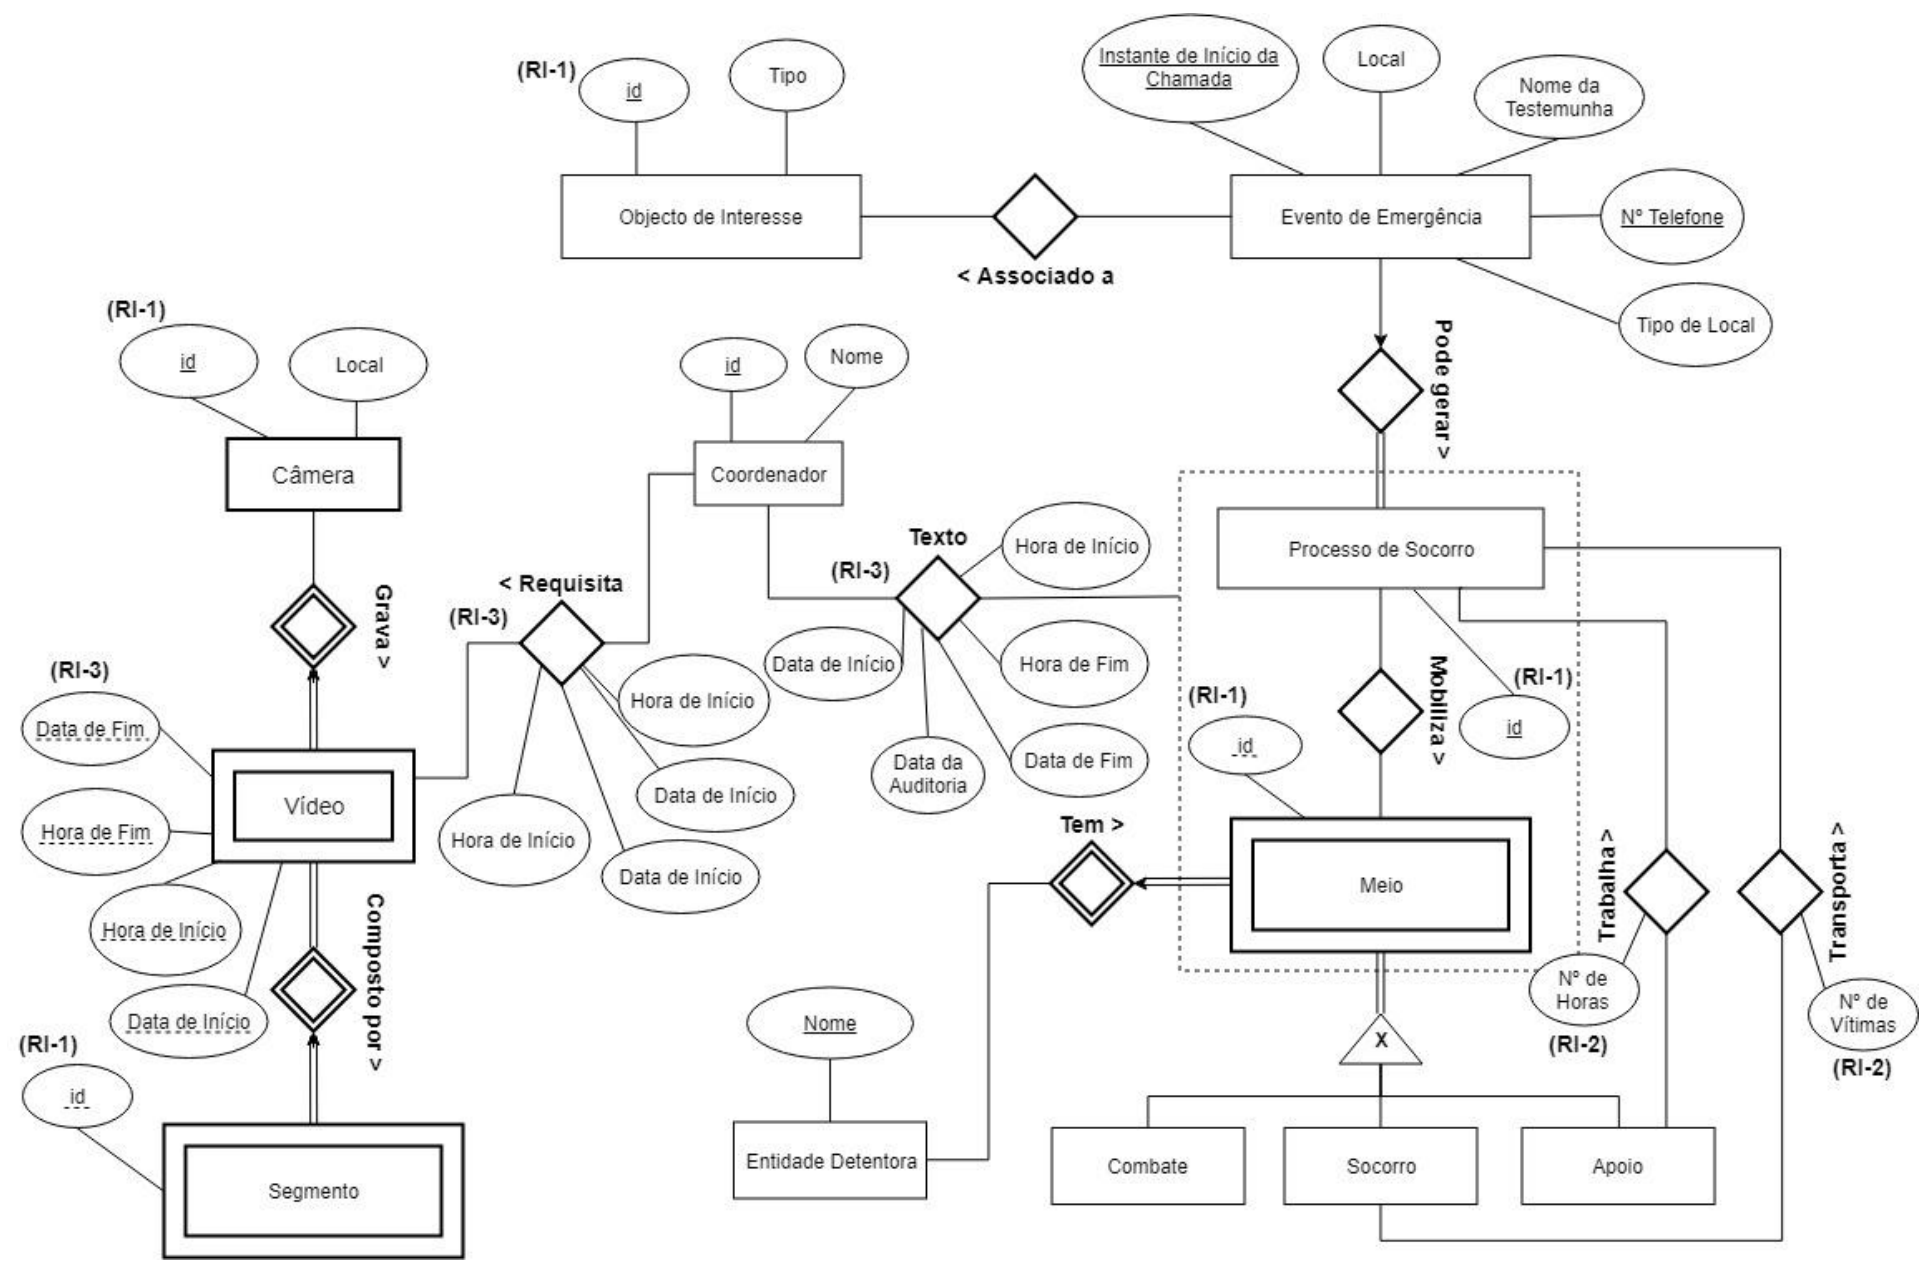 Instante de Início da
Chamada
Local
Nome da
Testemunha
(RI-1)
id
Tipo
Objecto de Interesse
< Associado a
Evento de Emergência
Nº Telefone
Tipo de Local
Pode gerar >
(RI-1)
id
Local
Câmera
Grava >
id
Nome
Coordenador
< Requisita
(RI-3)
Hora de Início
Data de Início
Data de Início
Hora de Início
Texto
(RI-3)
Hora de Início
Data de Início
Hora de Fim
Data da
Auditoria
Data de Fim
Processo de Socorro
(RI-1)
id
Mobiliza >
(RI-1)
id
Meio
Tem >
(RI-3)
Data de Fim
Hora de Fim
Vídeo
Hora de Início
Data de Início
Composto por >
(RI-1)
id
Segmento
Nome
Entidade Detentora
X
Combate
Socorro
Apoio
Trabalha >
Nº de
Horas
(RI-2)
Transporta >
Nº de
Vítimas
(RI-2)